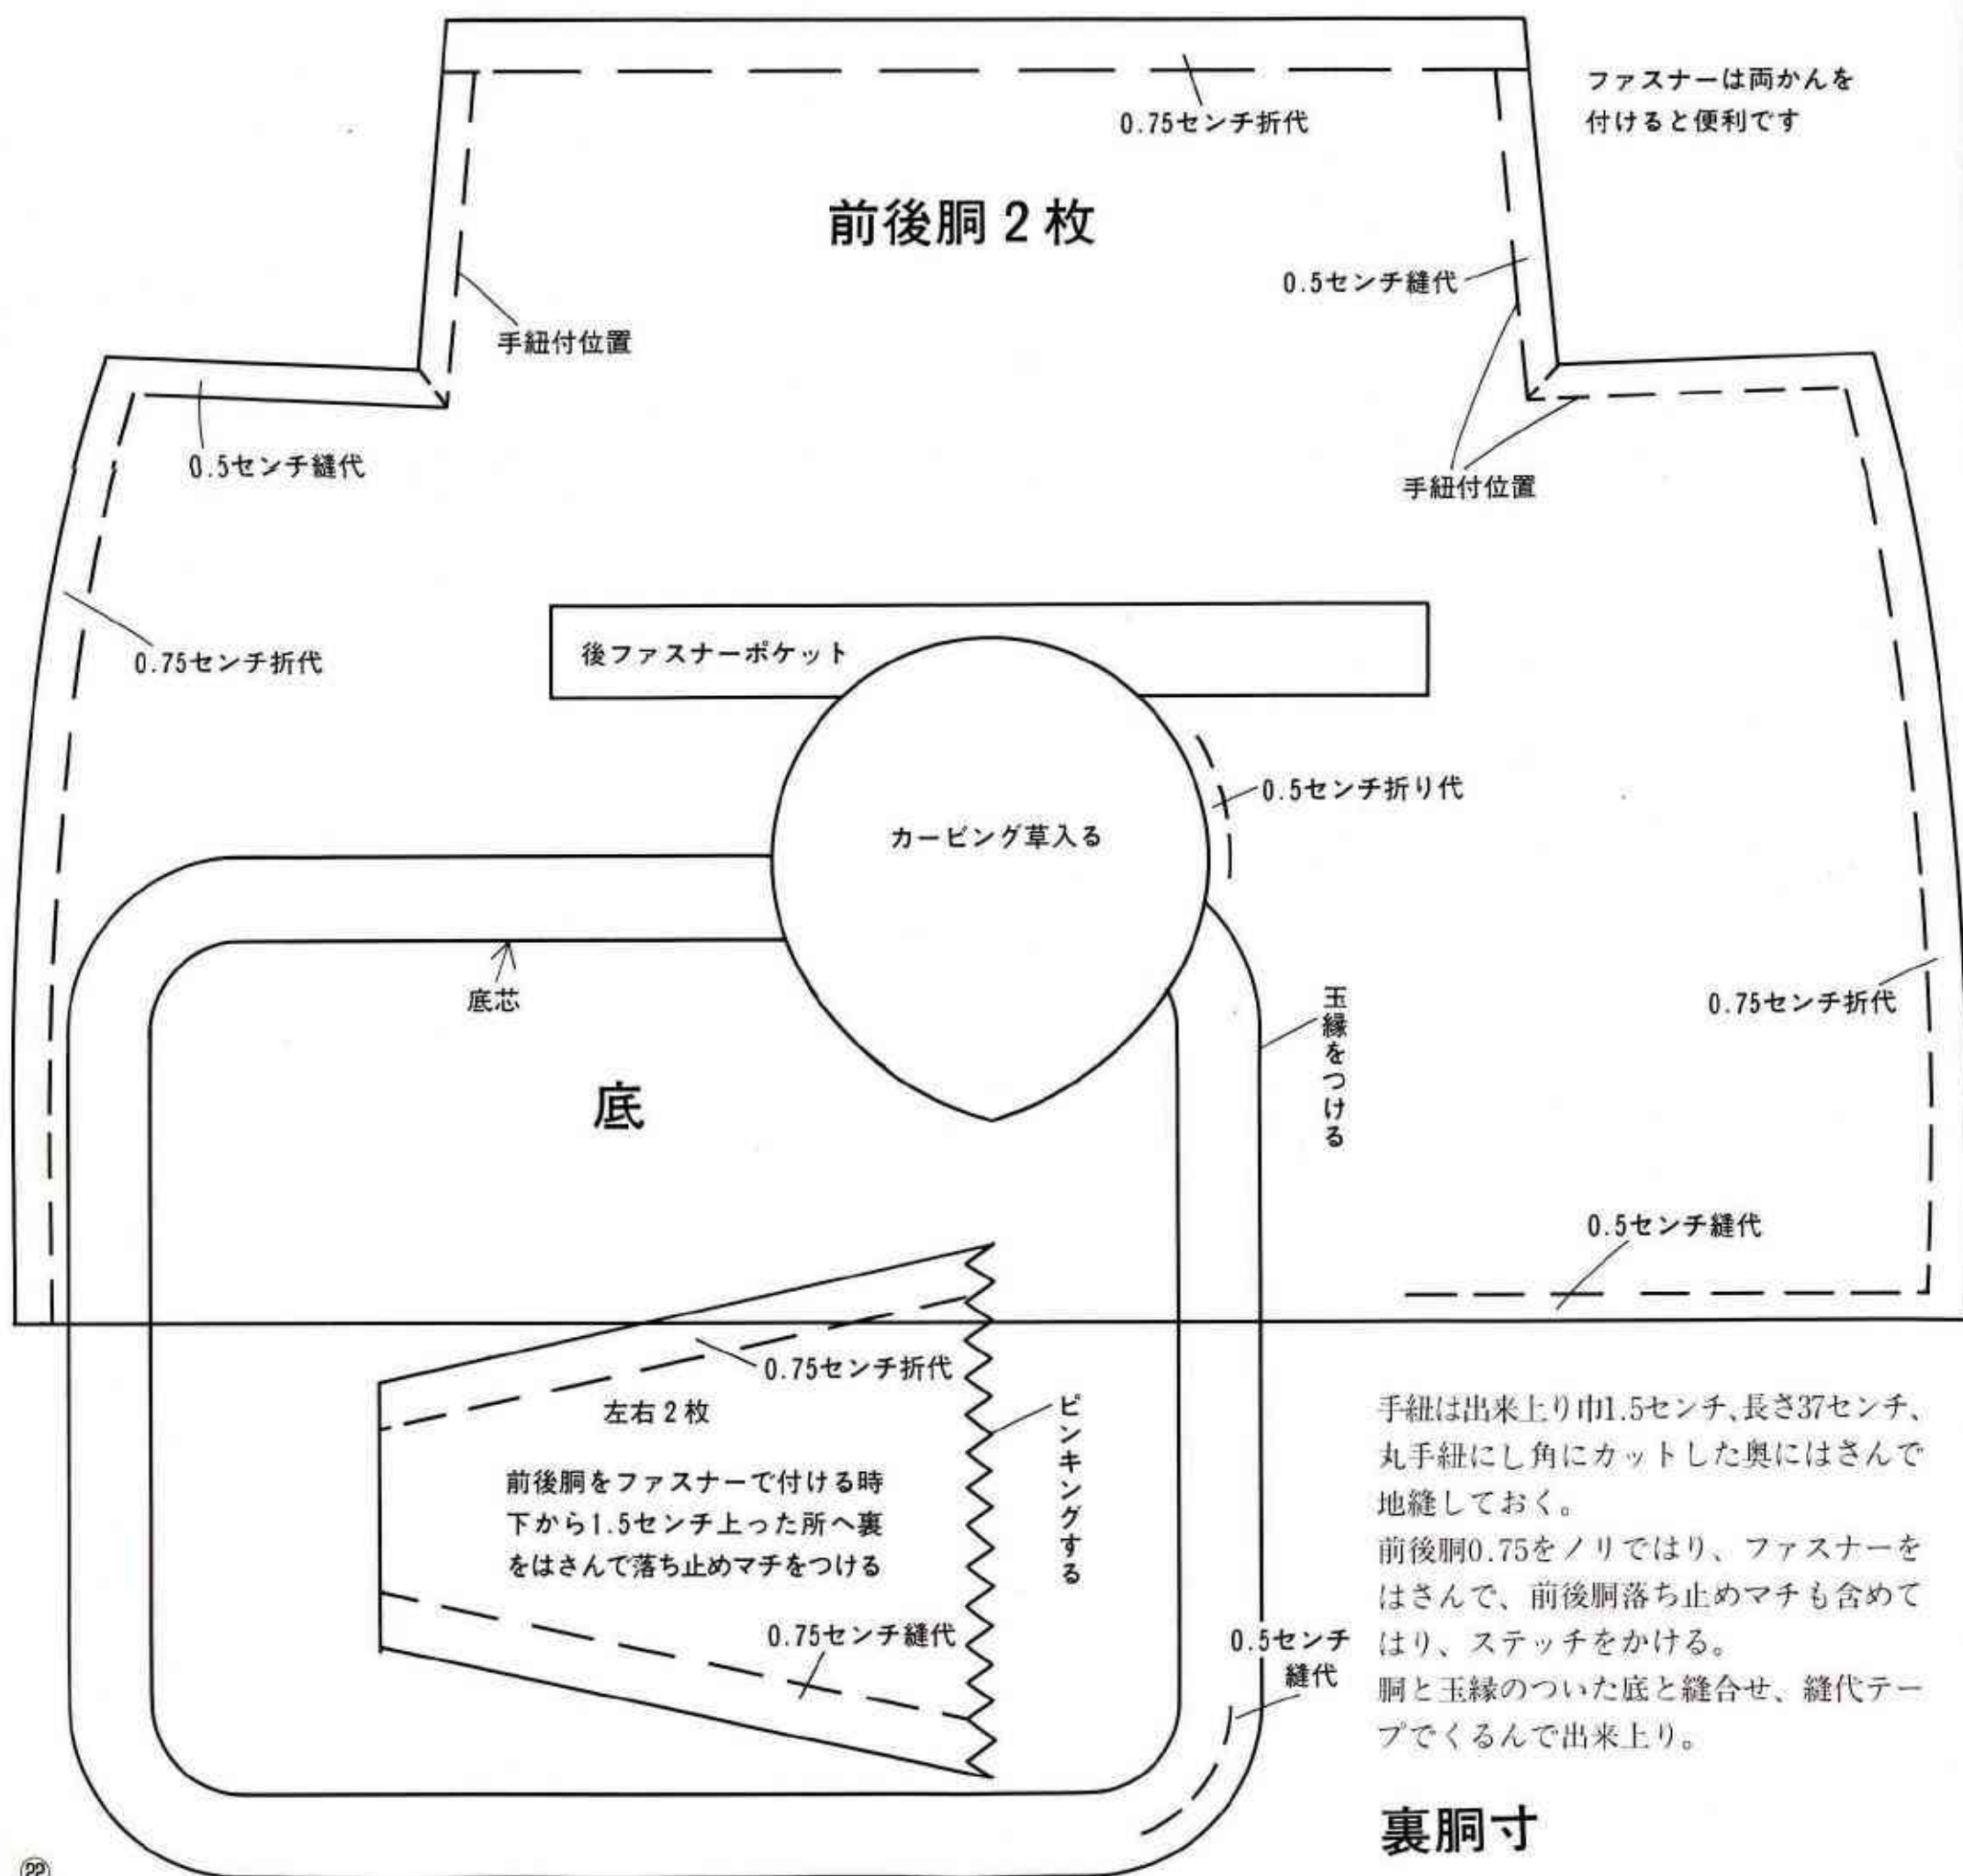 ファスナーは両かんを
付けると便利です
0.75センチ折代
前後胴2枚
0.5センチ縫代
手紐付位置
0.5センチ縫代
手紐付位置
後ファスナーポケット
0.75センチ折代
0.5センチ折り代
カービング草入る
底芯
玉縁をつける
0.75センチ折代
底
0.5センチ縫代
0.75センチ折代
左右2枚
ピンキングする
前後胴をファスナーで付ける時
下から1.5センチ上った所へ裏
をはさんで落ち止めマチをつける
0.75センチ縫代
0.5センチ
縫代
手紐は出来上り巾1.5センチ、長さ37センチ、
丸手紐にし角にカットした奥にはさんで
地縫しておく。
前後胴0.75をノリではり、ファスナーを
はさんで、前後胴落ち止めマチも含めて
はり、ステッチをかける。
胴と玉縁のついた底と縫合せ、縫代テー
プでくるんで出来上り。
裏胴寸
㉒